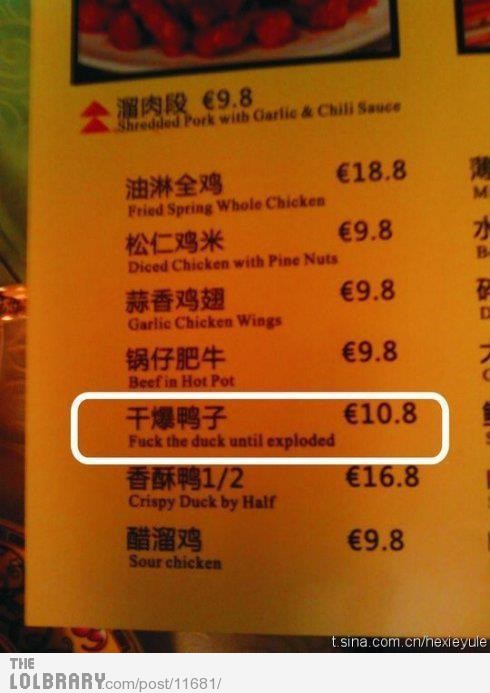 溜肉段 €9.8
Shredded Pork with Garlic & Chili Sauce
油淋全鸡 €18.8
Fried Spring Whole Chicken
松仁鸡米 €9.8
Diced Chicken with Pine Nuts
蒜香鸡翅 €9.8
Garlic Chicken Wings
锅仔肥牛 €9.8
Beef in Hot Pot
干爆鸭子 €10.8
Fuck the duck until exploded
香酥鸭1/2 €16.8
Crispy Duck by Half
醋溜鸡 €9.8
Sour chicken
t.sina.com.cn/hexieyule
THE
LOLBRARY.com/post/11681/